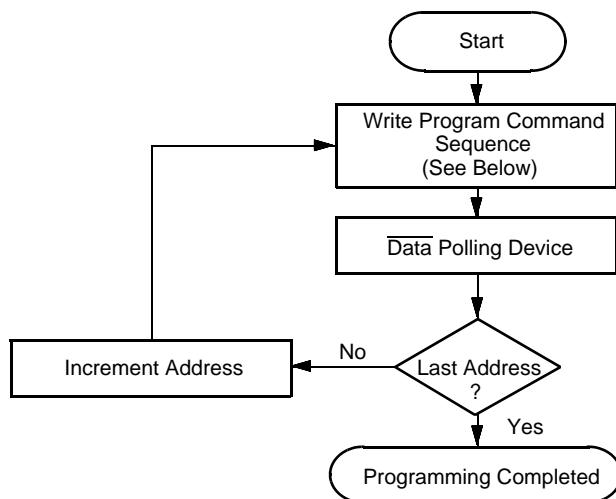 Start
Write Program Command
Sequence
(See Below)
Data Polling Device
Increment Address
No
Last Address
?
Yes
Programming Completed